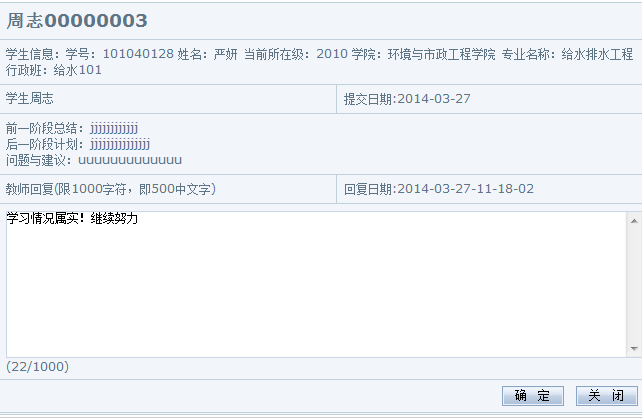 周志00000003
学生信息：学号：101040128 姓名：严妍 当前所在级：2010 学院：环境与市政工程学院 专业名称：给水排水工程
行政班：给水101
学生周志 提交日期:2014-03-27
前一阶段总结：jjjjjjjjjjjj
后一阶段计划：jjjjjjjjjjjjjjj
问题与建议：uuuuuuuuuuuuu
教师回复(限1000字符，即500中文字) 回复日期:2014-03-27-11-18-02
学习情况属实！继续努力
(22/1000)
确 定 关 闭